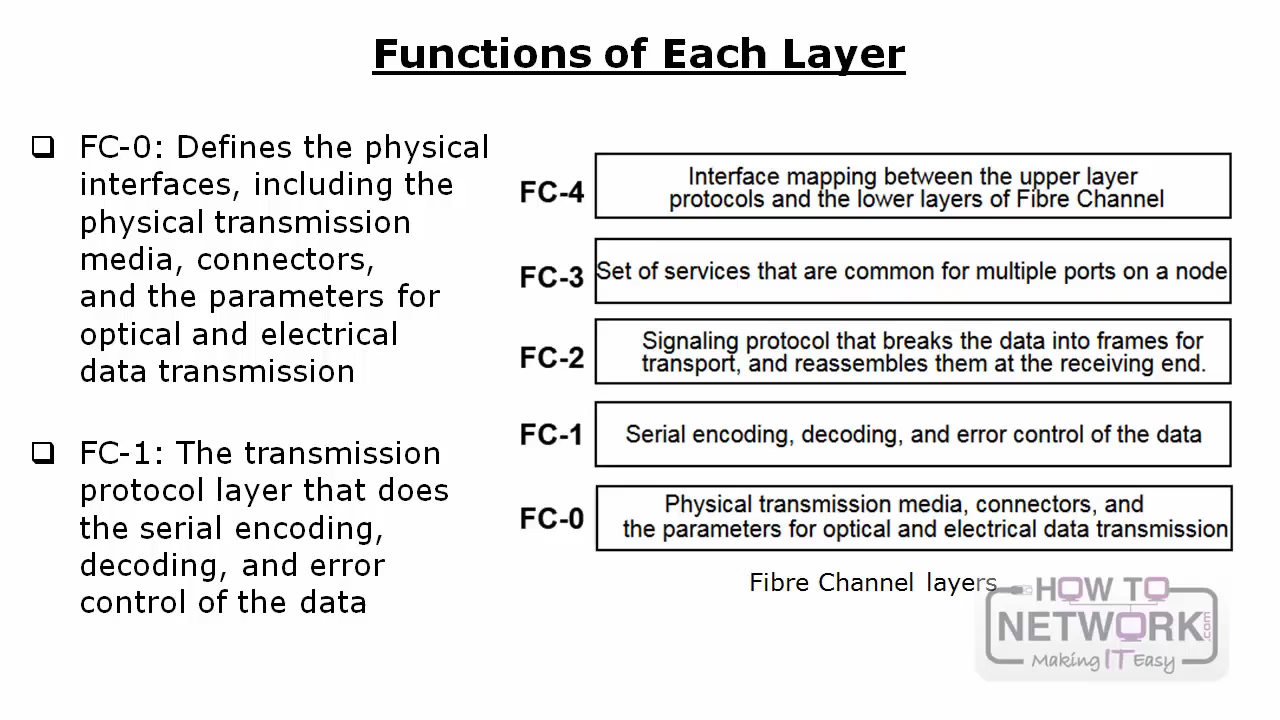 Functions of Each Layer
❑ FC-0: Defines the physical
interfaces, including the
physical transmission
media, connectors,
and the parameters for
optical and electrical
data transmission
❑ FC-1: The transmission
protocol layer that does
the serial encoding,
decoding, and error
control of the data
FC-4
Interface mapping between the upper layer
protocols and the lower layers of Fibre Channel
FC-3
Set of services that are common for multiple ports on a node
FC-2
Signaling protocol that breaks the data into frames for
transport, and reassembles them at the receiving end.
FC-1
Serial encoding, decoding, and error control of the data
FC-0
Physical transmission media, connectors, and
the parameters for optical and electrical data transmission
Fibre Channel layers
HOW TO
NETWORK.com
Making IT Easy